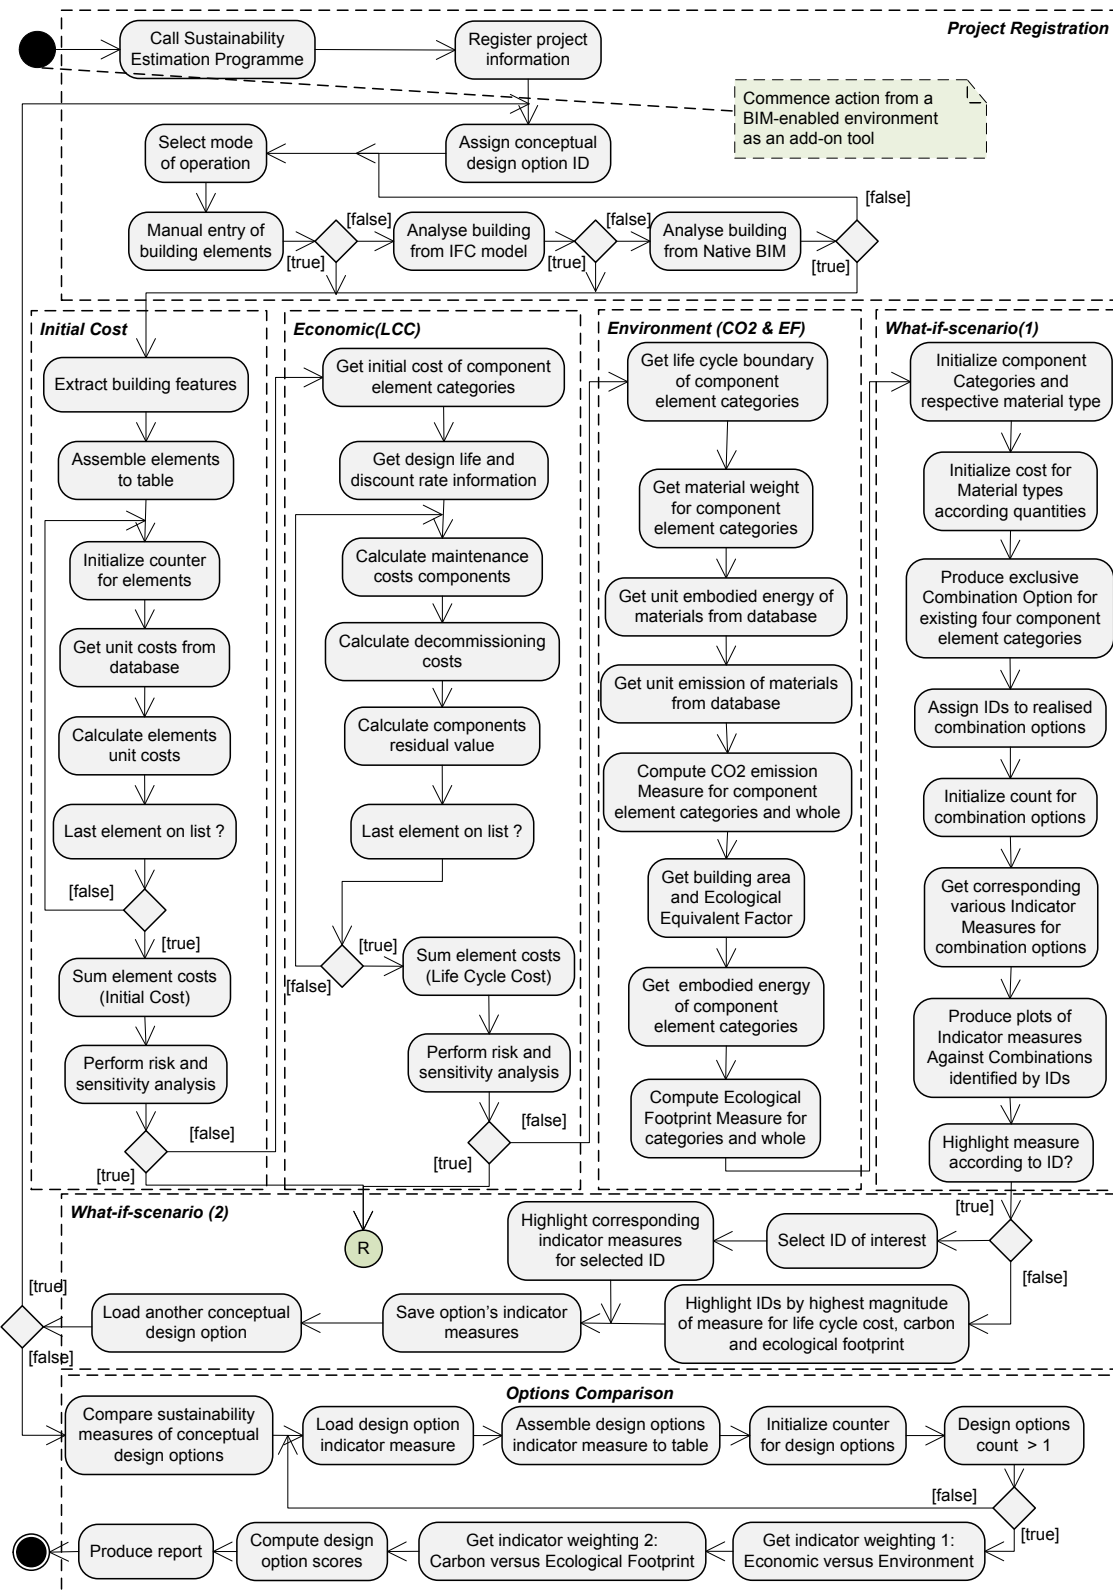 Project Registration
Call Sustainability
Estimation Programme
Register project
information
Commence action from a
BIM-enabled environment
as an add-on tool
Select mode
of operation
Assign conceptual
design option ID
[false]
Manual entry of
building elements
[false]
[true]
Analyse building
from IFC model
[false]
[true]
Analyse building
from Native BIM
[true]
Initial Cost
Extract building features
Assemble elements
to table
Initialize counter
for elements
Get unit costs from
database
Calculate elements
unit costs
Last element on list ?
[false]
[true]
Sum element costs
(Initial Cost)
Perform risk and
sensitivity analysis
[false]
[true]
Economic(LCC)
Get initial cost of component
element categories
Get design life and
discount rate information
Calculate maintenance
costs components
Calculate decommissioning
costs
Calculate components
residual value
Last element on list ?
[true]
[false]
Sum element costs
(Life Cycle Cost)
Perform risk and
sensitivity analysis
[false]
[true]
Environment (CO2 & EF)
Get life cycle boundary
of component
element categories
Get material weight
for component
element categories
Get unit embodied energy of
materials from database
Get unit emission of materials
from database
Compute CO2 emission
Measure for component
element categories and whole
Get building area
and Ecological
Equivalent Factor
Get embodied energy
of component
element categories
Compute Ecological
Footprint Measure for
categories and whole
What-if-scenario(1)
Initialize component
Categories and
respective material type
Initialize cost for
Material types
according quantities
Produce exclusive
Combination Option for
existing four component
element categories
Assign IDs to realised
combination options
Initialize count for
combination options
Get corresponding
various Indicator
Measures for
combination options
Produce plots of
Indicator measures
Against Combinations
identified by IDs
Highlight measure
according to ID?
What-if-scenario (2)
[true]
[false]
R
Highlight corresponding
indicator measures
for selected ID
Select ID of interest
[true]
[false]
Load another conceptual
design option
Save option's indicator
measures
Highlight IDs by highest magnitude
of measure for life cycle cost, carbon
and ecological footprint
Options Comparison
Compare sustainability
measures of conceptual
design options
Load design option
indicator measure
Assemble design options
indicator measure to table
Initialize counter
for design options
Design options
count > 1
[false]
[true]
Produce report
Compute design
option scores
Get indicator weighting 2:
Carbon versus Ecological Footprint
Get indicator weighting 1:
Economic versus Environment